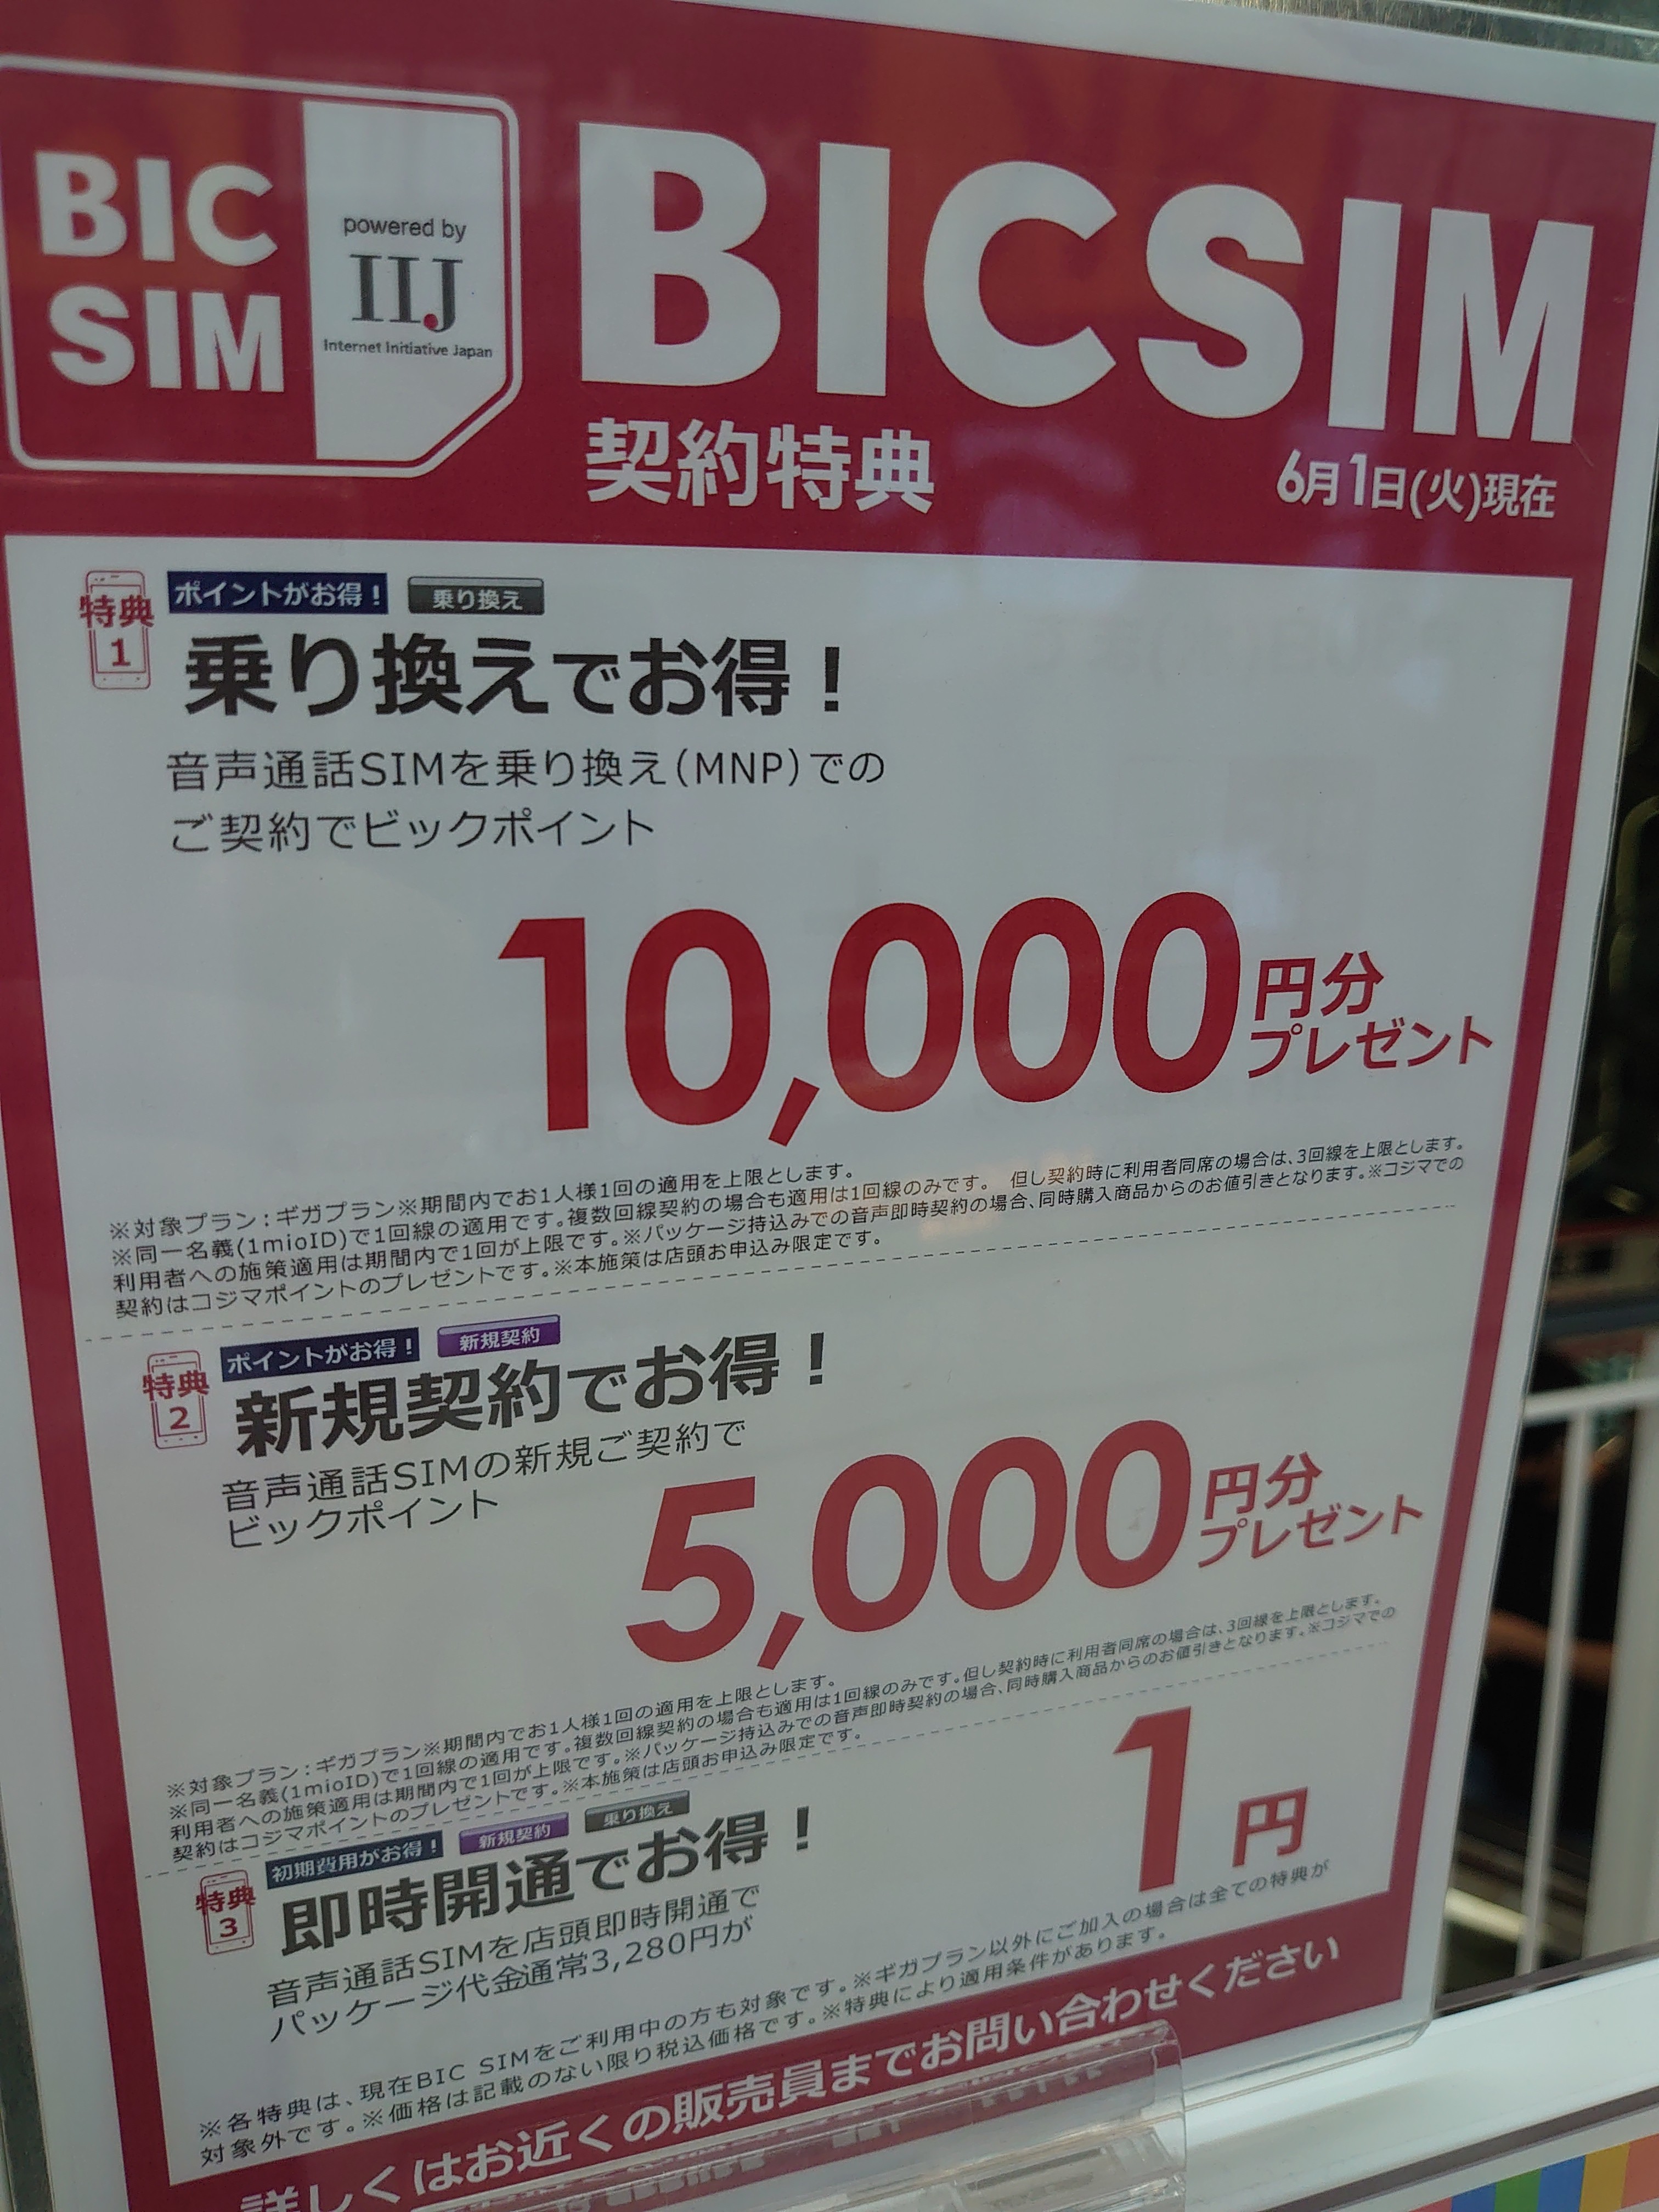 BIC
SIM
powered by
IIJ
Internet Initiative Japan
BICSIM
契約特典
6月1日(火)現在
特典
1
ポイントがお得！
乗り換え
乗り換えでお得！
音声通話SIMを乗り換え(MNP)での
ご契約でビックポイント
10,000円分
プレゼント
※対象プラン:ギガプラン※期間内でお1人様1回の適用を上限とします。
※同一名義(1mioID)で1回線の適用です。複数回線契約の場合も適用は1回線のみです。 但し契約時に利用者同席の場合は、3回線を上限とします。
利用者への施策適用は期間内で1回が上限です。※パッケージ持込みでの音声即時契約の場合、同時購入商品からのお値引きとなります。※コジマでの
契約はコジマポイントのプレゼントです。※本施策は店頭お申込み限定です。
特典
2
ポイントがお得！
新規契約
新規契約でお得！
音声通話SIMの新規ご契約で
ビックポイント
5,000円分
プレゼント
※対象プラン:ギガプラン※期間内でお1人様1回の適用を上限とします。
※同一名義(1mioID)で1回線の適用です。複数回線契約の場合も適用は1回線のみです。但し契約時に利用者同席の場合は、3回線を上限とします。
利用者への施策適用は期間内で1回が上限です。※パッケージ持込みでの音声即時契約の場合、同時購入商品からのお値引きとなります。※コジマでの
契約はコジマポイントのプレゼントです。※本施策は店頭お申込み限定です。
特典
3
初期費用がお得！
新規契約
乗り換え
即時開通でお得！
音声通話SIMを店頭即時開通で
パッケージ代金通常3,280円が
1円
※各特典は、現在BIC SIMをご利用中の方も対象です。※ギガプラン以外にご加入の場合は全ての特典が
対象外です。※価格は記載のない限り税込価格です。※特典により適用条件があります。
詳しくはお近くの販売員までお問い合わせください